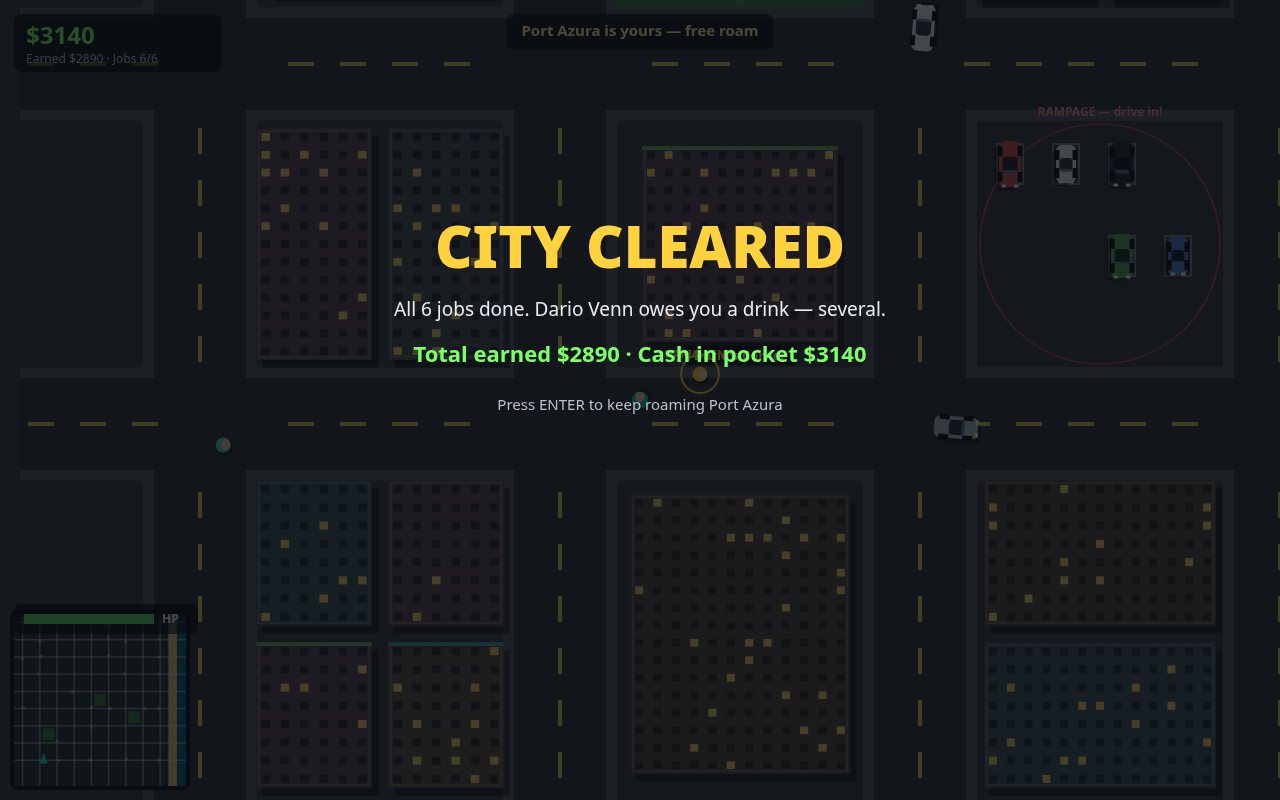 $3140
Earned $2890 · Jobs 6/6
Port Azura is yours — free roam
RAMPAGE — drive in!
CITY CLEARED
All 6 jobs done. Dario Venn owes you a drink — several.
Total earned $2890 · Cash in pocket $3140
Press ENTER to keep roaming Port Azura
HP